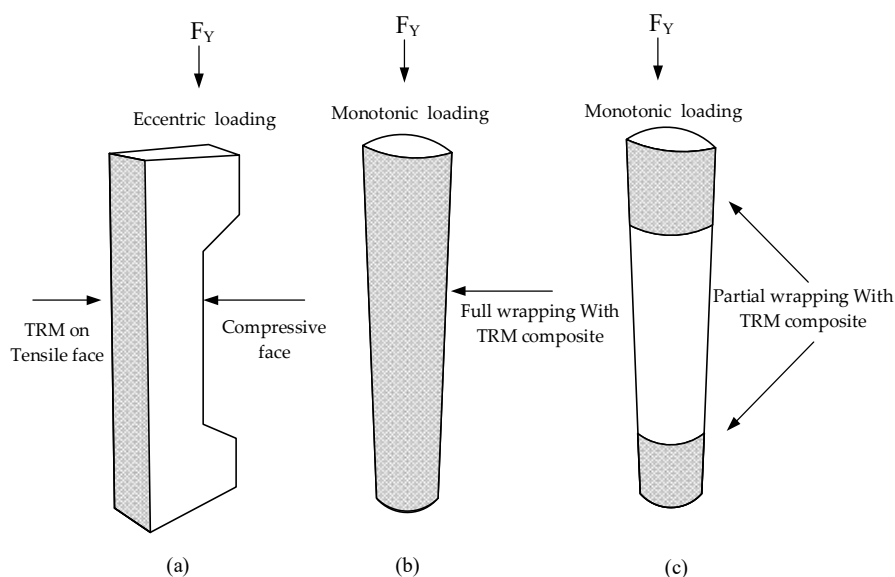 F_Y
Eccentric loading
TRM on
Tensile face
Compressive
face
(a)
F_Y
Monotonic loading
Full wrapping With
TRM composite
(b)
F_Y
Monotonic loading
Partial wrapping With
TRM composite
(c)